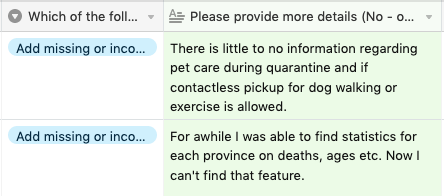 Which of the foll... Please provide more details (No - o...
Add missing or inco...
There is little to no information regarding
pet care during quarantine and if
contactless pickup for dog walking or
exercise is allowed.
Add missing or inco...
For awhile I was able to find statistics for
each province on deaths, ages etc. Now I
can't find that feature.